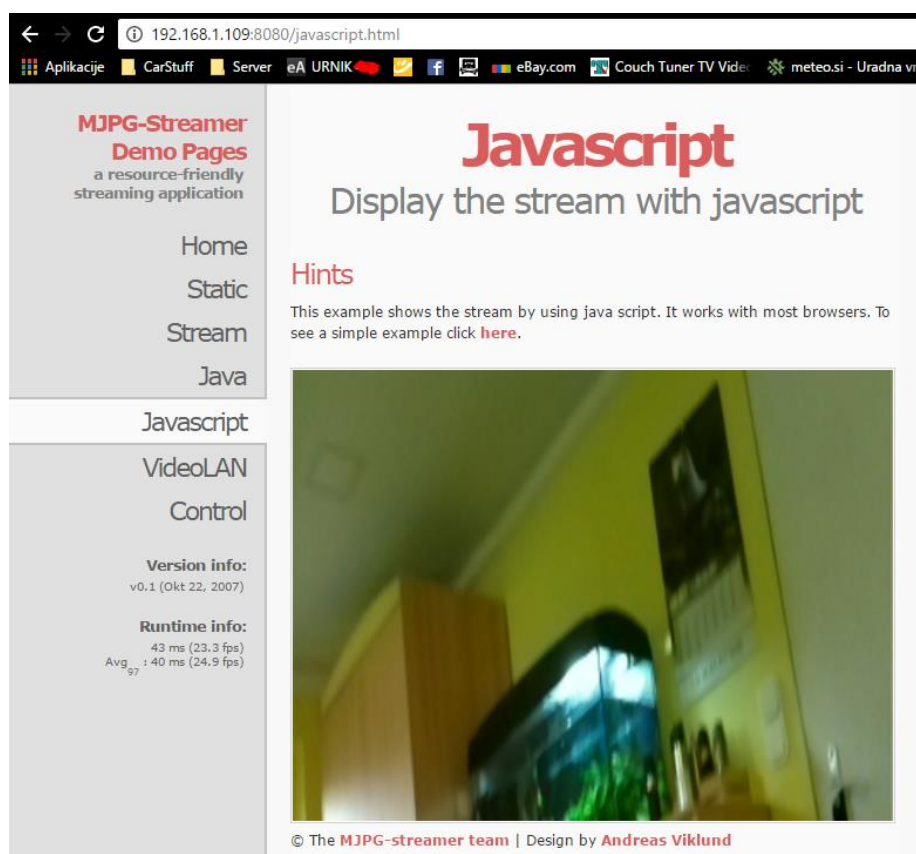 192.168.1.109:8080/javascript.html
Aplikacije CarStuff Server eA URNIK f eBay.com Couch Tuner TV Vide meteo.si - Uradna vr
MJPG-Streamer
Demo Pages
a resource-friendly
streaming application
Home
Static
Stream
Java
Javascript
VideoLAN
Control
Version info:
v0.1 (Okt 22, 2007)
Runtime info:
43 ms (23.3 fps)
Avg97 : 40 ms (24.9 fps)
Javascript
Display the stream with javascript
Hints
This example shows the stream by using java script. It works with most browsers. To
see a simple example click here.
© The MJPG-streamer team | Design by Andreas Viklund